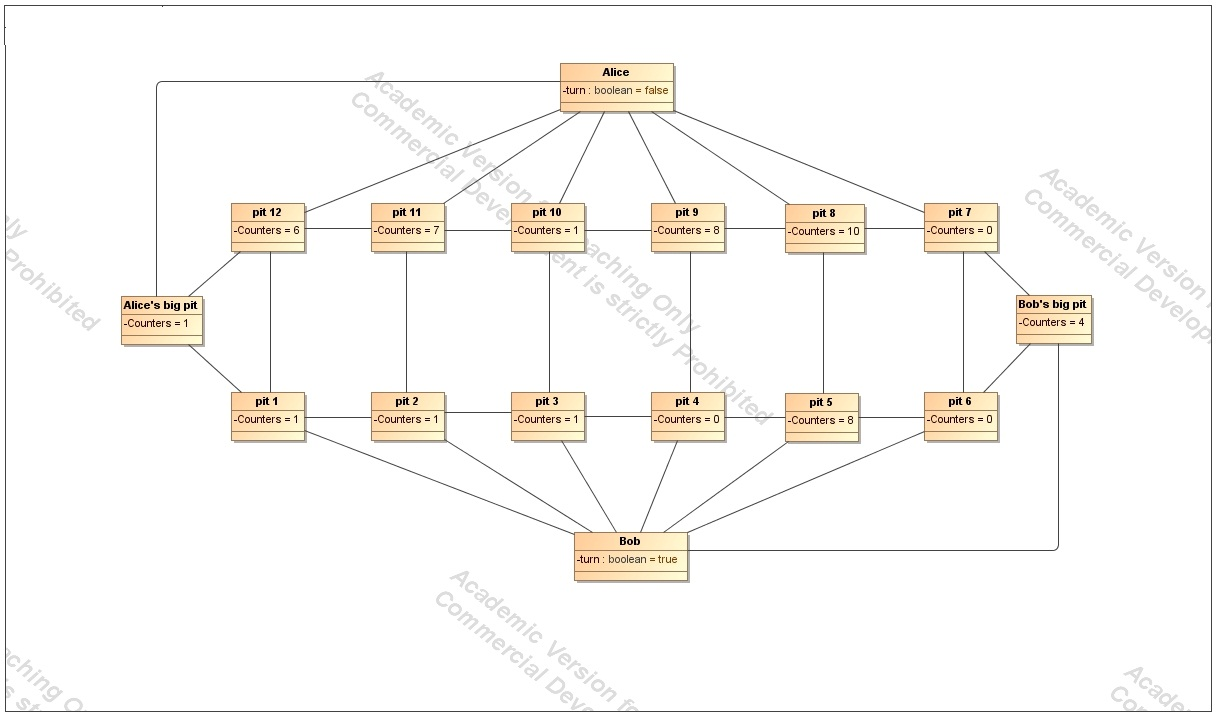 Alice
-turn : boolean = false
pit 12
-Counters = 6
pit 11
-Counters = 7
pit 10
-Counters = 1
pit 9
-Counters = 8
pit 8
-Counters = 10
pit 7
-Counters = 0
Alice's big pit
-Counters = 1
Bob's big pit
-Counters = 4
pit 1
-Counters = 1
pit 2
-Counters = 1
pit 3
-Counters = 1
pit 4
-Counters = 0
pit 5
-Counters = 8
pit 6
-Counters = 0
Bob
-turn : boolean = true
Academic Version for Teaching Only
Commercial Development is strictly Prohibited
Prohibited
Academic Version
Commercial
Academic Version
Commercial
Academic